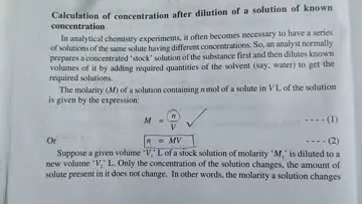 Calculation of concentration after dilution of a solution of known
concentration
In analytical chemistry experiments, it often becomes necessary to have a series
of solutions of the same solute having different concentrations. So, an analyst normally
prepares a concentrated 'stock' solution of the substance first and then dilutes known
volumes of it by adding required quantities of the solvent (say, water) to get the
required solutions.
The molarity (M) of a solution containing n mol of a solute in V L of the solution
is given by the expression:
M = n/V ---- (1)
Or n = MV ---- (2)
Suppose a given volume 'V₁' L of a stock solution of molarity 'M₁' is diluted to a
new volume 'V₂' L. Only the concentration of the solution changes, the amount of
solute present in it does not change. In other words, the molarity a solution changes